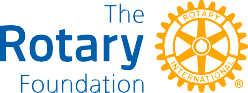 The
Rotary
Foundation
ROTARY
INTERNATIONAL
®